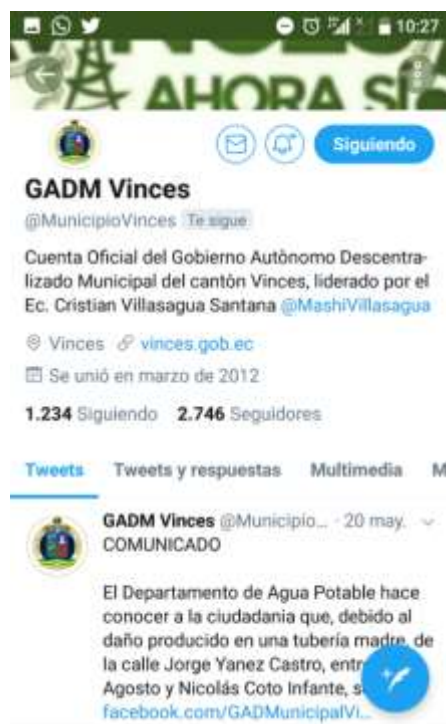 10:27
AHORA SÍ
Siguiendo
GADM Vinces
@MunicipioVinces Te sigue
Cuenta Oficial del Gobierno Autònomo Descentra-
lizado Municipal del cantòn Vinces, liderado por el
Ec. Cristian Villasagua Santana @MashiVillasagua
Vinces vinces.gob.ec
Se unió en marzo de 2012
1.234 Siguiendo 2.746 Seguidores
Tweets Tweets y respuestas Multimedia M
GADM Vinces @Municipio... · 20 may.
COMUNICADO
El Departamento de Agua Potable hace
conocer a la ciudadania que, debido al
daño producido en una tubería madre, de
la calle Jorge Yanez Castro, entr
Agosto y Nicolás Coto Infante, s
facebook.com/GADMunicipalVi...